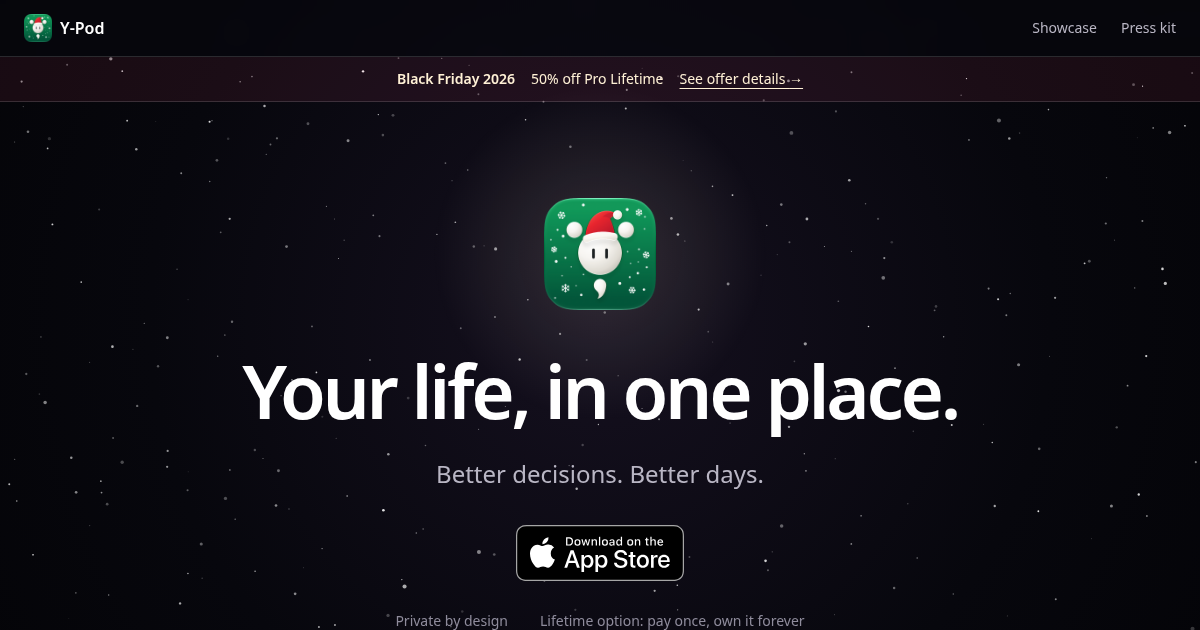 Y-Pod
Showcase
Press kit
Black Friday 2026 50% off Pro Lifetime See offer details →
Your life, in one place.
Better decisions. Better days.
Download on the
App Store
Private by design
Lifetime option: pay once, own it forever